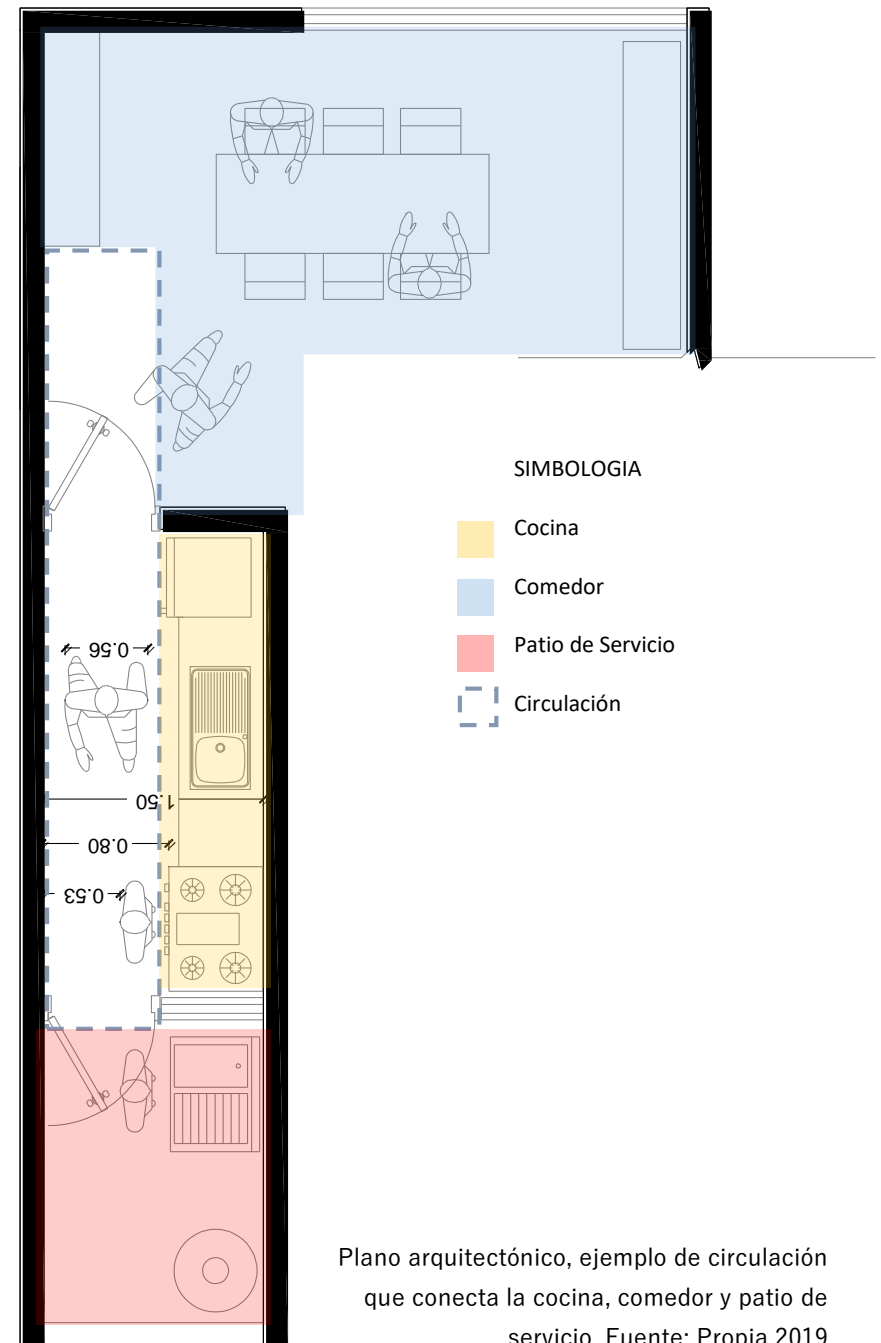 SIMBOLOGIA
Cocina
Comedor
Patio de Servicio
Circulación
0.56
1.50
0.80
0.53
Plano arquitectónico, ejemplo de circulación
que conecta la cocina, comedor y patio de
servicio. Fuente: Propia 2019